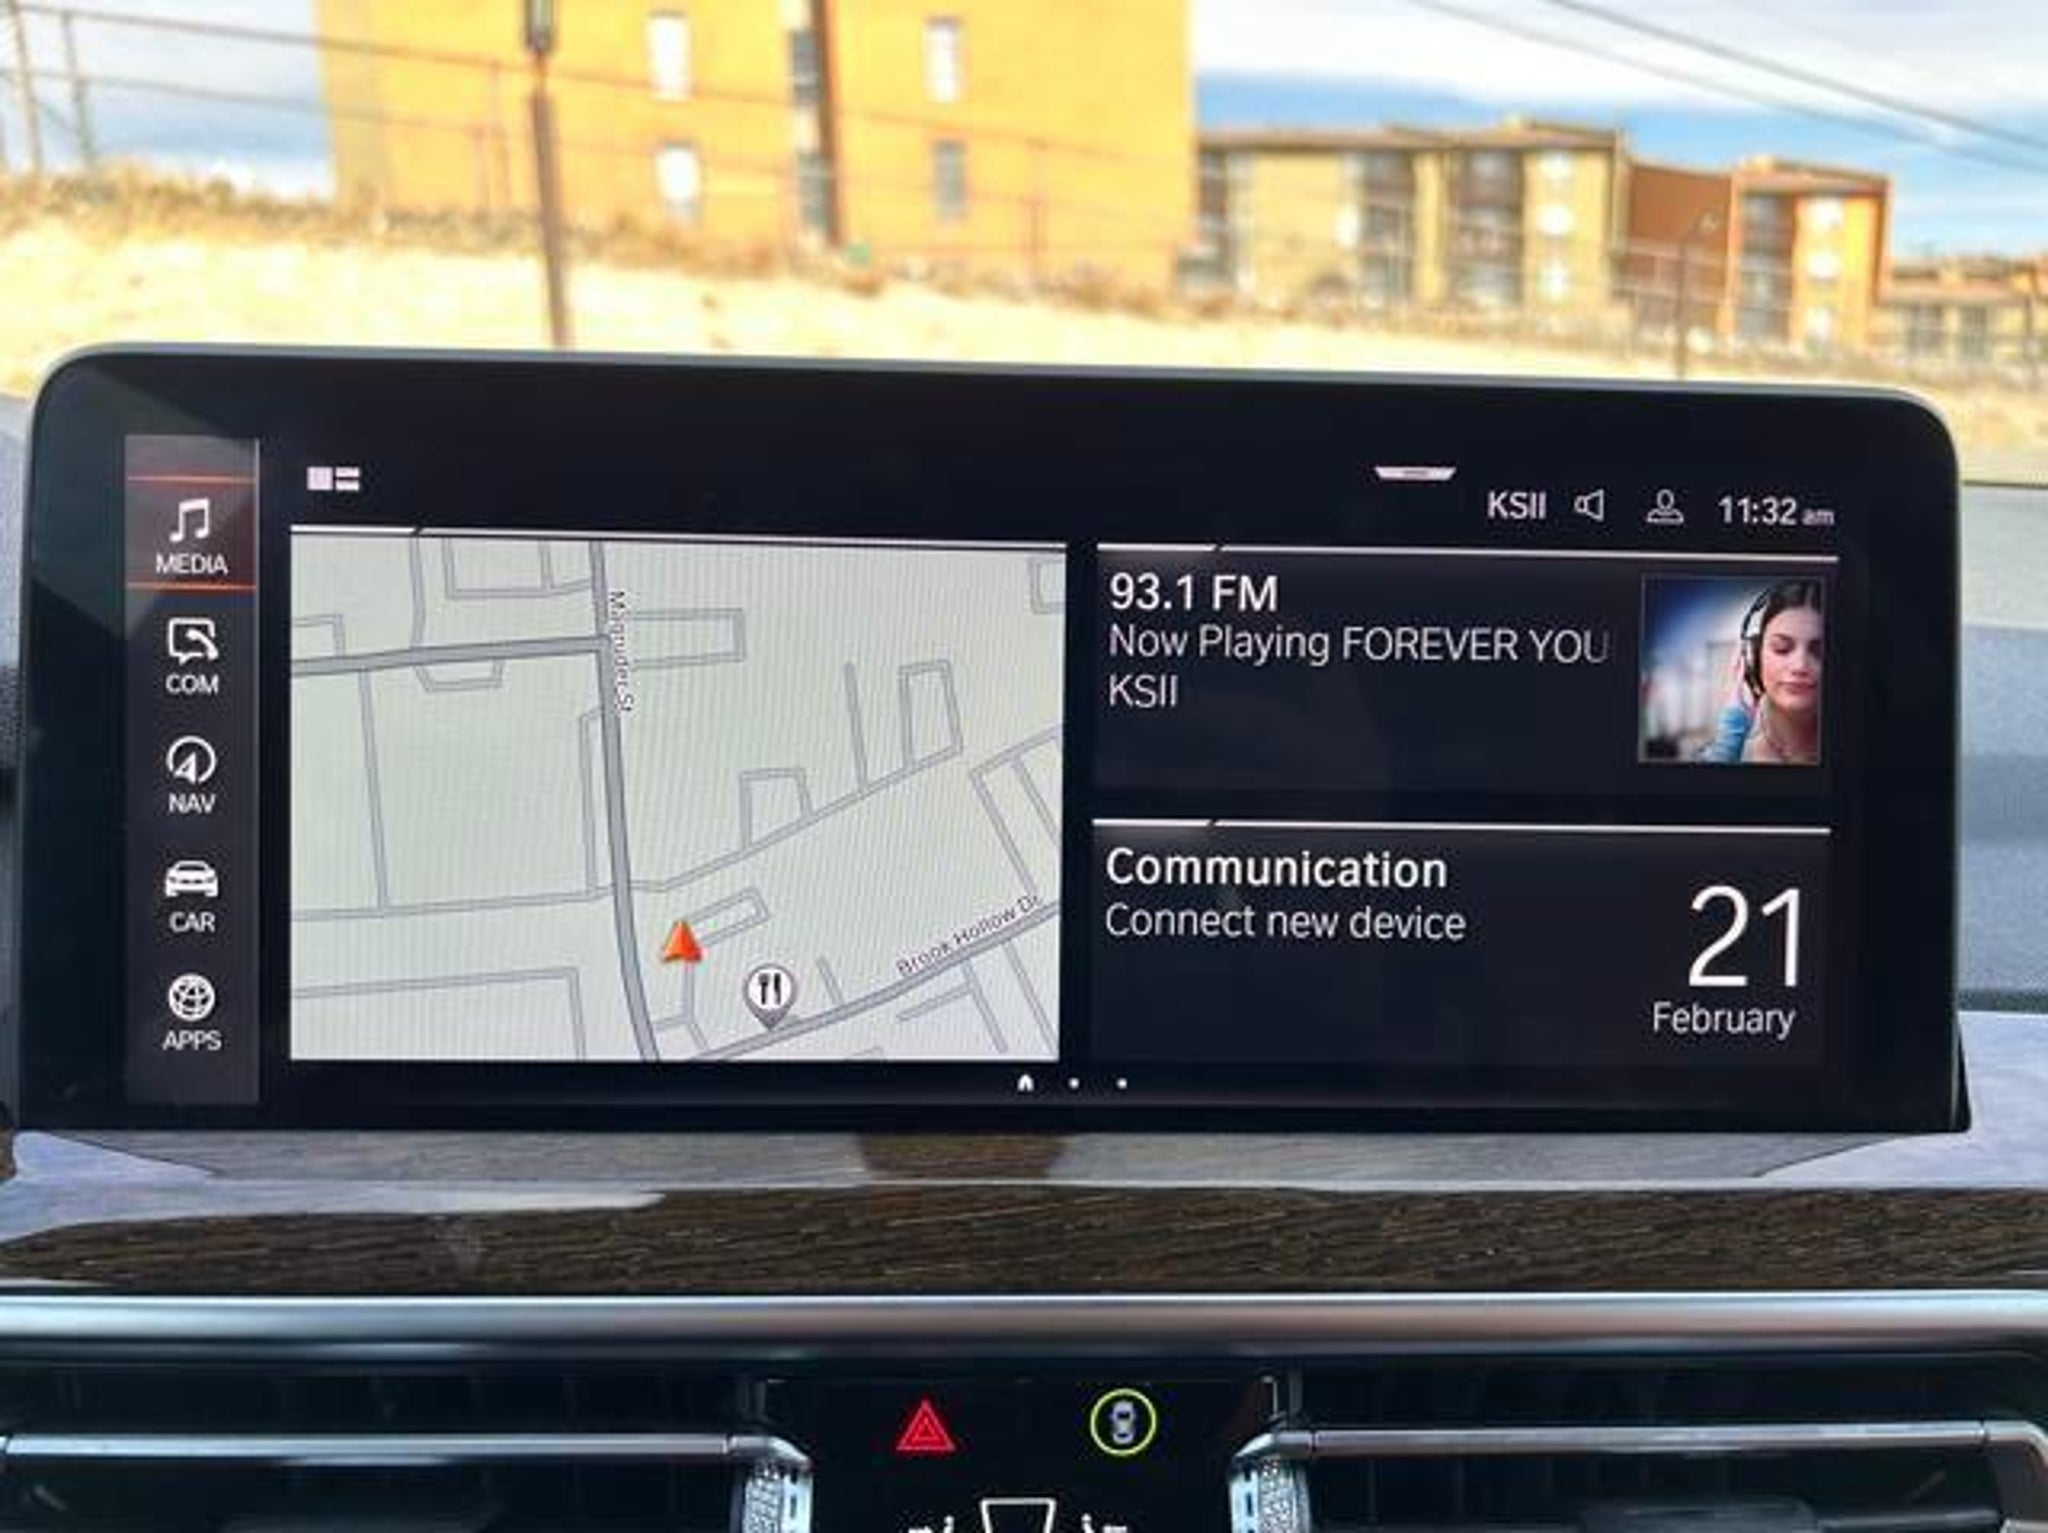 MEDIA
COM
NAV
CAR
APPS
KSII
11:32 am
Magruder St
Brook Hollow Dr
93.1 FM
Now Playing FOREVER YOU
KSII
Communication
Connect new device
21
February